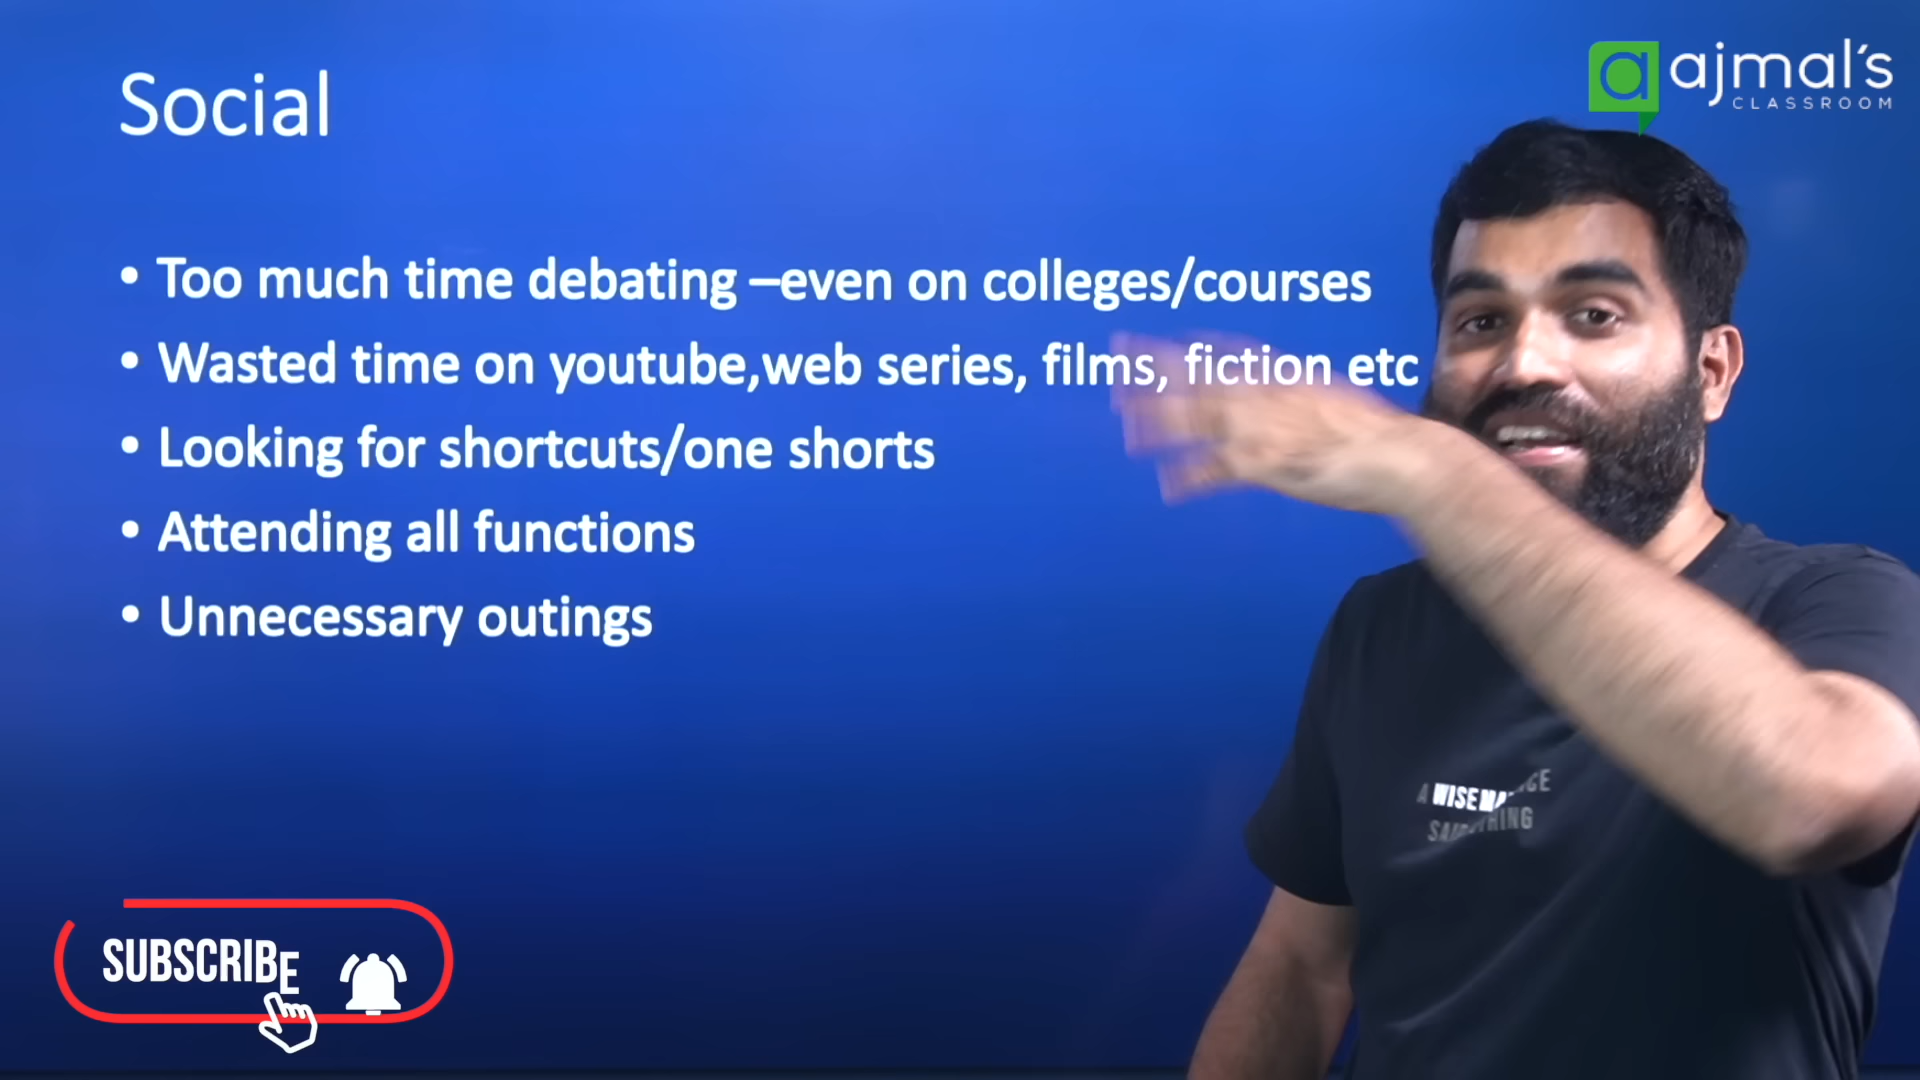 Social
ajmal's
CLASSROOM
• Too much time debating –even on colleges/courses
• Wasted time on youtube,web series, films, fiction etc
• Looking for shortcuts/one shorts
• Attending all functions
• Unnecessary outings
A
SUBSCRIBE